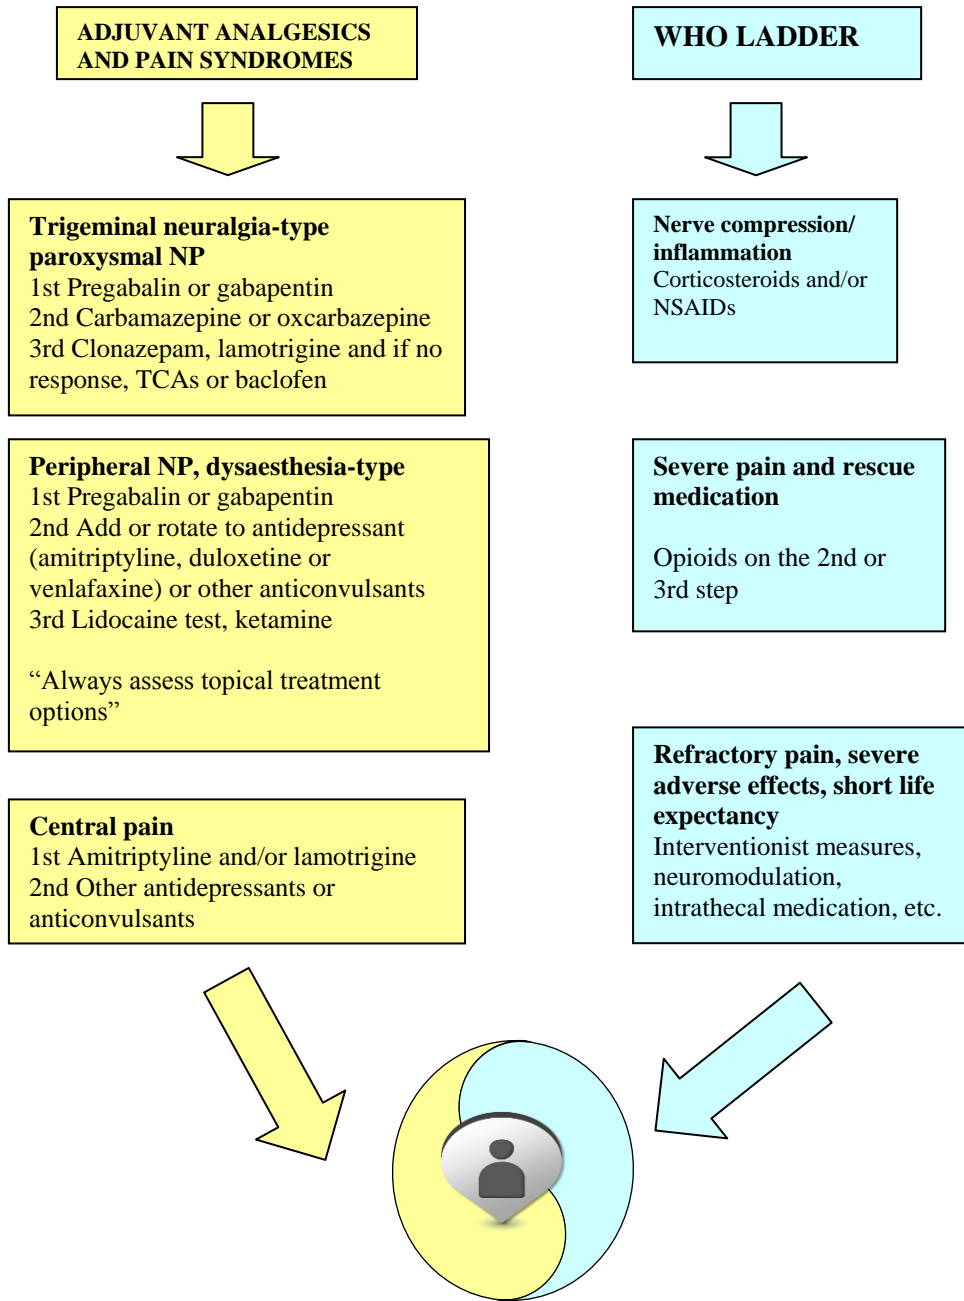 ADJUVANT ANALGESICS
AND PAIN SYNDROMES
Trigeminal neuralgia-type
paroxysmal NP
1st Pregabalin or gabapentin
2nd Carbamazepine or oxcarbazepine
3rd Clonazepam, lamotrigine and if no
response, TCAs or baclofen
Peripheral NP, dysaesthesia-type
1st Pregabalin or gabapentin
2nd Add or rotate to antidepressant
(amitriptyline, duloxetine or
venlafaxine) or other anticonvulsants
3rd Lidocaine test, ketamine
“Always assess topical treatment
options”
Central pain
1st Amitriptyline and/or lamotrigine
2nd Other antidepressants or
anticonvulsants
WHO LADDER
Nerve compression/
inflammation
Corticosteroids and/or
NSAIDs
Severe pain and rescue
medication
Opioids on the 2nd or
3rd step
Refractory pain, severe
adverse effects, short life
expectancy
Interventionist measures,
neuromodulation,
intrathecal medication, etc.